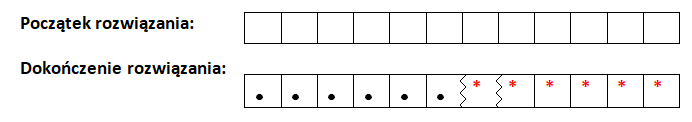 Początek rozwiązania:
Dokończenie rozwiązania:
• • • • • • * * * * * *